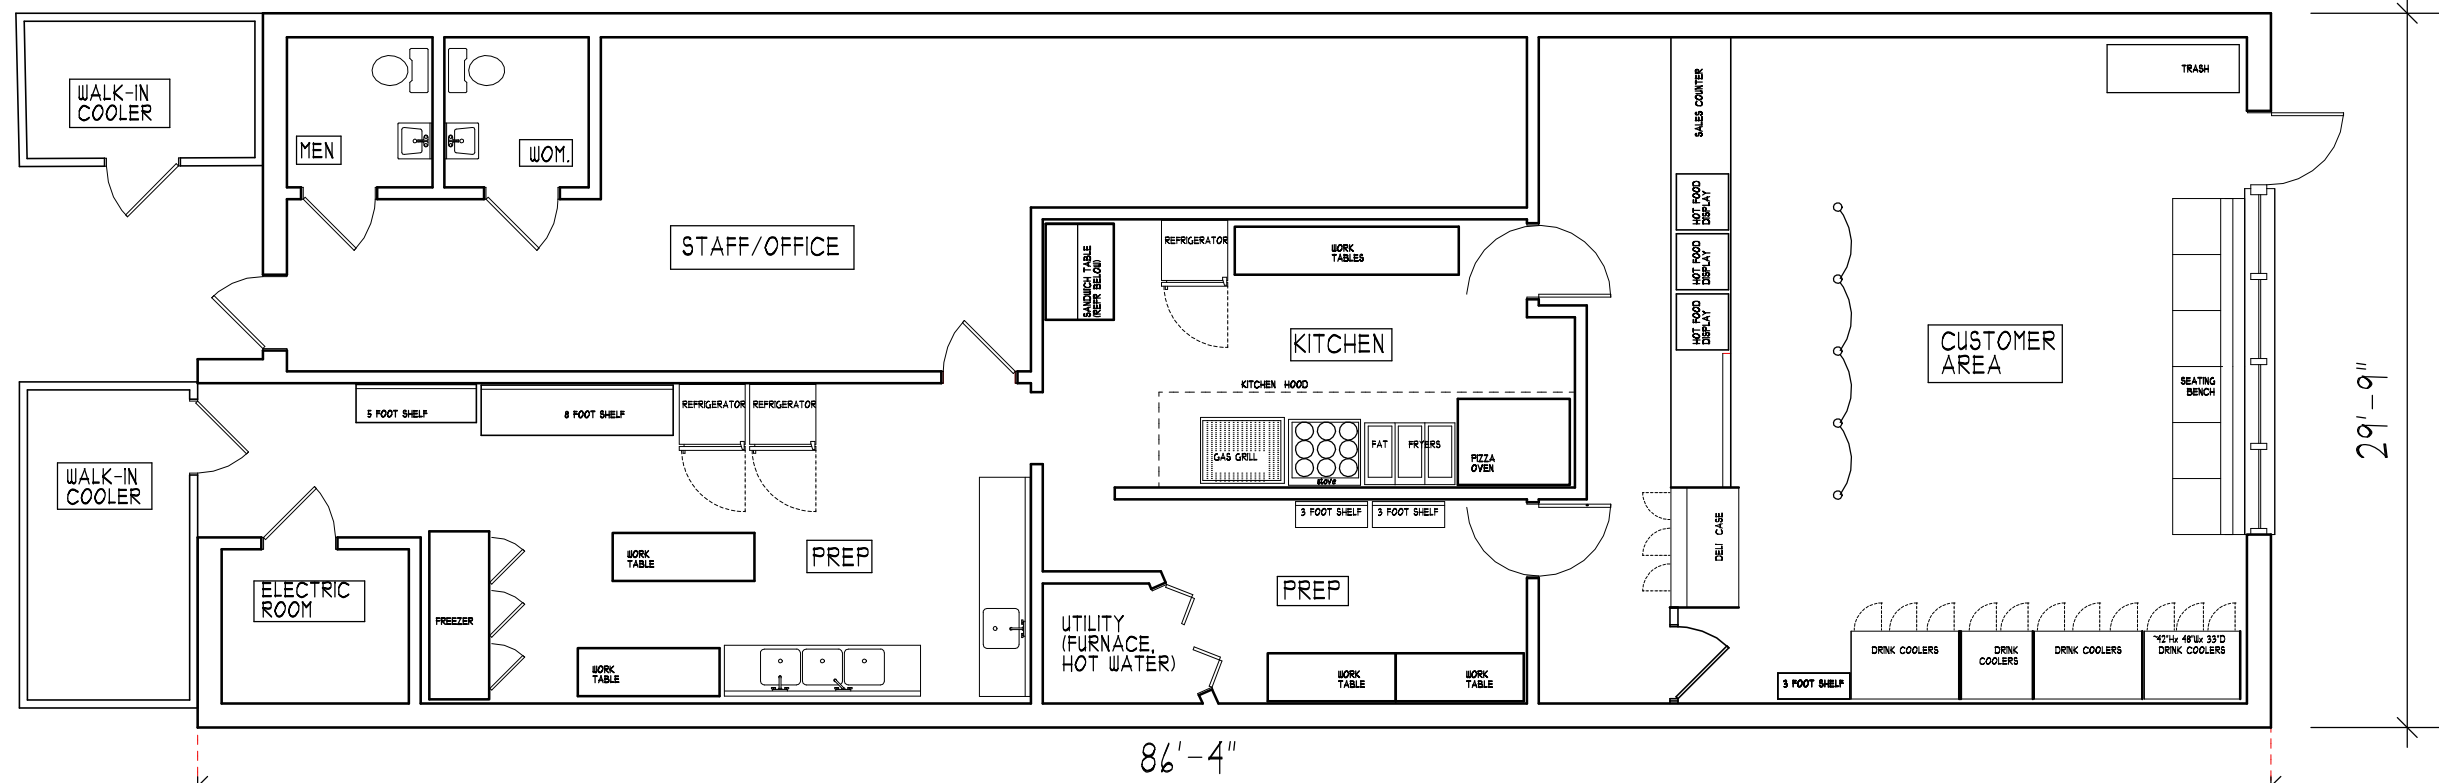 WALK-IN
COOLER
MEN
WOM.
STAFF/OFFICE
SANDWICH TABLE
(REFR BELOW)
REFRIGERATOR
WORK
TABLES
KITCHEN
KITCHEN HOOD
GAS GRILL
stove
FAT FRYERS
PIZZA
OVEN
SALES COUNTER
HOT FOOD
DISPLAY
HOT FOOD
DISPLAY
HOT FOOD
DISPLAY
TRASH
CUSTOMER
AREA
SEATING
BENCH
29'-9"
WALK-IN
COOLER
5 FOOT SHELF
8 FOOT SHELF
REFRIGERATOR
REFRIGERATOR
ELECTRIC
ROOM
FREEZER
WORK
TABLE
PREP
WORK
TABLE
3 FOOT SHELF
3 FOOT SHELF
PREP
UTILITY
(FURNACE,
HOT WATER)
WORK
TABLE
WORK
TABLE
DELI CASE
3 FOOT SHELF
DRINK COOLERS
DRINK
COOLERS
DRINK COOLERS
~42"Hx 48"Wx 33"D
DRINK COOLERS
86'-4"